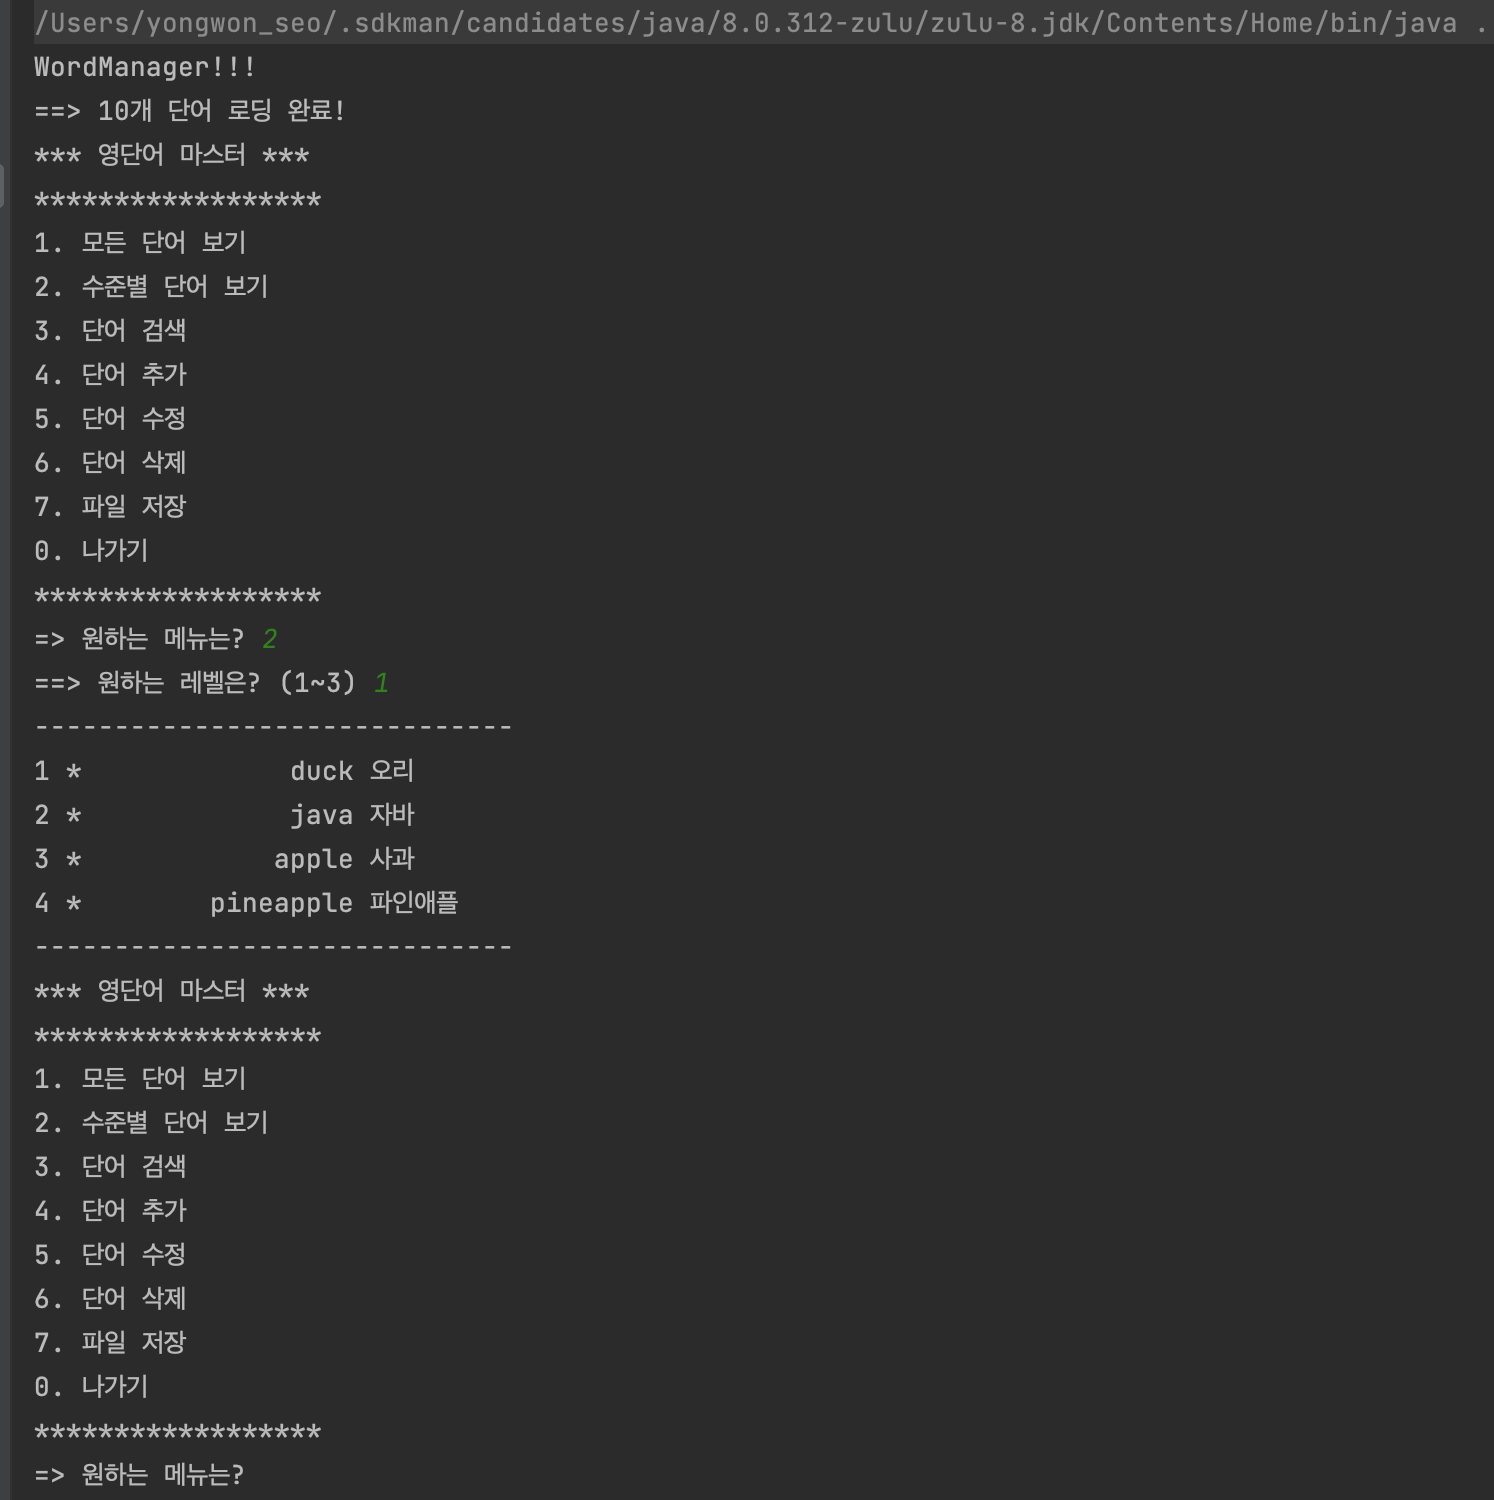 /Users/yongwon_seo/.sdkman/candidates/java/8.0.312-zulu/zulu-8.jdk/Contents/Home/bin/java .
WordManager!!!
==> 10개 단어 로딩 완료!
*** 영단어 마스터 ***
******************
1. 모든 단어 보기
2. 수준별 단어 보기
3. 단어 검색
4. 단어 추가
5. 단어 수정
6. 단어 삭제
7. 파일 저장
0. 나가기
******************
=> 원하는 메뉴는? 2
==> 원하는 레벨은? (1~3) 1
------------------------------
1 *             duck 오리
2 *             java 자바
3 *            apple 사과
4 *        pineapple 파인애플
------------------------------
*** 영단어 마스터 ***
******************
1. 모든 단어 보기
2. 수준별 단어 보기
3. 단어 검색
4. 단어 추가
5. 단어 수정
6. 단어 삭제
7. 파일 저장
0. 나가기
******************
=> 원하는 메뉴는?